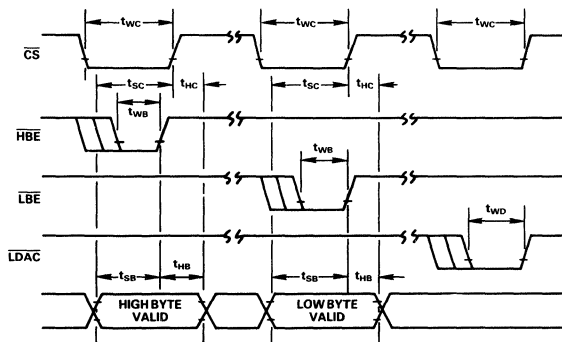 tWC tWC tWC
CS
tSC tHC tSC tHC
tWB
HBE
tWB
LBE
tWD
LDAC
tSB tHB tSB tHB
HIGH BYTE VALID LOW BYTE VALID